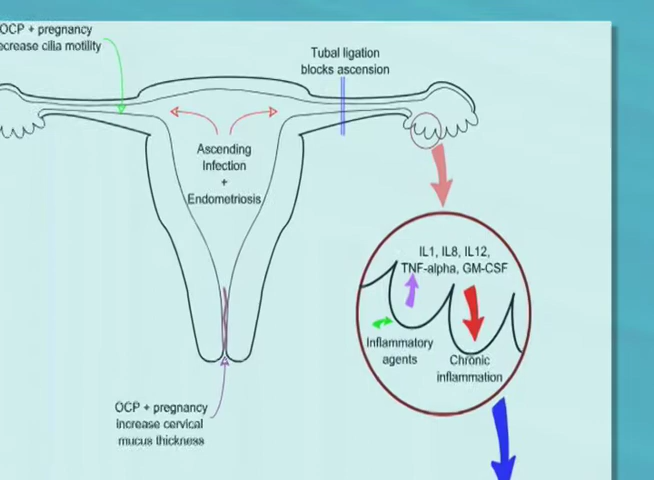 OCP + pregnancy
ecrease cilia motility
Tubal ligation
blocks ascension
Ascending
Infection
+
Endometriosis
IL1, IL8, IL12,
TNF-alpha, GM-CSF
Inflammatory
agents
Chronic
inflammation
OCP + pregnancy
increase cervical
mucus thickness